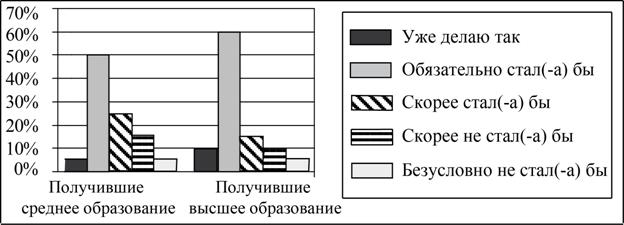 70%
60%
50%
40%
30%
20%
10%
0%
Получившие
среднее образование
Получившие
высшее образование
Уже делаю так
Обязательно стал(-а) бы
Скорее стал(-а) бы
Скорее не стал(-а) бы
Безусловно не стал(-а) бы